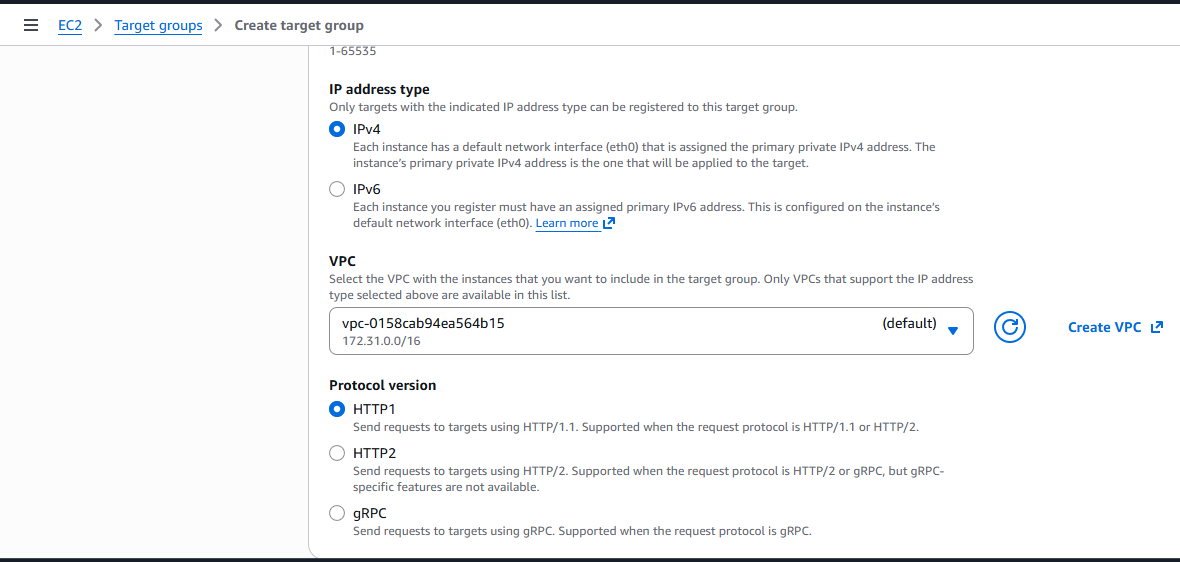 EC2 > Target groups > Create target group
1-65535
IP address type
Only targets with the indicated IP address type can be registered to this target group.
IPv4
Each instance has a default network interface (eth0) that is assigned the primary private IPv4 address. The
instance's primary private IPv4 address is the one that will be applied to the target.
IPv6
Each instance you register must have an assigned primary IPv6 address. This is configured on the instance's
default network interface (eth0). Learn more
VPC
Select the VPC with the instances that you want to include in the target group. Only VPCs that support the IP address
type selected above are available in this list.
vpc-0158cab94ea564b15 (default)
172.31.0.0/16
Create VPC
Protocol version
HTTP1
Send requests to targets using HTTP/1.1. Supported when the request protocol is HTTP/1.1 or HTTP/2.
HTTP2
Send requests to targets using HTTP/2. Supported when the request protocol is HTTP/2 or gRPC, but gRPC-
specific features are not available.
gRPC
Send requests to targets using gRPC. Supported when the request protocol is gRPC.